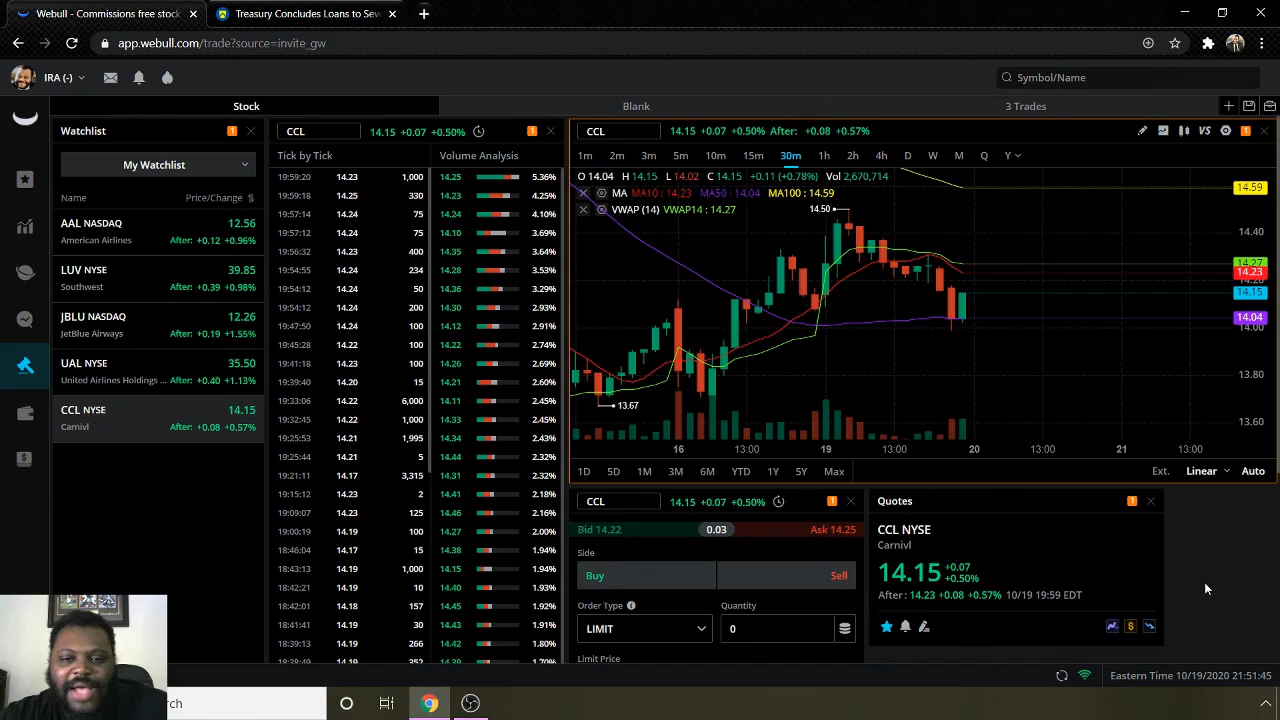 Webull - Commissions free stock
Treasury Concludes Loans to Sev
app.webull.com/trade?source=invite_gw
IRA (-)
Symbol/Name
Stock
Blank
3 Trades
Watchlist
1
My Watchlist
Name
Price/Change
AAL NASDAQ
12.56
American Airlines
After: +0.12 +0.96%
LUV NYSE
39.85
Southwest
After: +0.39 +0.98%
JBLU NASDAQ
12.26
JetBlue Airways
After: +0.19 +1.55%
UAL NYSE
35.50
United Airlines Holdings ...
After: +0.40 +1.13%
CCL NYSE
14.15
Carnivl
After: +0.08 +0.57%
CCL
14.15 +0.07 +0.50%
1
Tick by Tick
Volume Analysis
19:59:20 14.23 1,000 14.25 5.36%
19:59:18 14.25 330 14.23 4.25%
19:57:14 14.24 75 14.24 4.10%
19:57:12 14.24 75 14.10 3.69%
19:56:32 14.24 400 14.35 3.64%
19:54:55 14.24 234 14.28 3.53%
19:54:12 14.24 50 14.36 3.29%
19:54:12 14.24 200 14.30 2.93%
19:47:50 14.24 100 14.12 2.91%
19:45:28 14.22 100 14.22 2.74%
19:41:18 14.23 100 14.26 2.69%
19:39:40 14.20 15 14.21 2.60%
19:33:06 14.22 6,000 14.11 2.45%
19:32:45 14.22 1,000 14.33 2.45%
19:25:53 14.21 1,995 14.34 2.43%
19:25:44 14.21 5 14.44 2.32%
19:21:11 14.17 3,315 14.31 2.32%
19:15:12 14.23 2 14.41 2.18%
19:09:07 14.23 125 14.46 2.16%
19:00:19 14.19 100 14.27 2.00%
18:46:04 14.17 15 14.38 1.94%
18:43:13 14.19 1,000 14.15 1.94%
18:42:21 14.19 10 14.40 1.93%
18:42:01 14.18 157 14.45 1.92%
18:41:41 14.19 30 14.43 1.91%
18:39:13 14.19 266 14.42 1.80%
18:38:49 14.19 352 14.39 1.70%
CCL
14.15 +0.07 +0.50% After: +0.08 +0.57%
VS
1
1m 2m 3m 5m 10m 15m 30m 1h 2h 4h D W M Q Y
O 14.04 H 14.15 L 14.02 C 14.15 +0.11 (+0.78%) Vol 2,670,714
MA MA10 : 14.23 MA50 : 14.04 MA100 : 14.59
VWAP (14) VWAP14 : 14.27
14.50
13.67
14.59
14.40
14.27
14.23
14.20
14.15
14.04
14.00
13.80
13.60
16 13:00 19 13:00 20 13:00 21 13:00
1D 5D 1M 3M 6M YTD 1Y 5Y Max
Ext. Linear Auto
CCL
14.15 +0.07 +0.50%
1
Bid 14.22
0.03
Ask 14.25
Side
Buy
Sell
Order Type
Quantity
LIMIT
0
Limit Price
Quotes
1
CCL NYSE
Carnivl
14.15
+0.07
+0.50%
After : 14.23 +0.08 +0.57% 10/19 19:59 EDT
Eastern Time 10/19/2020 21:51:45
rch